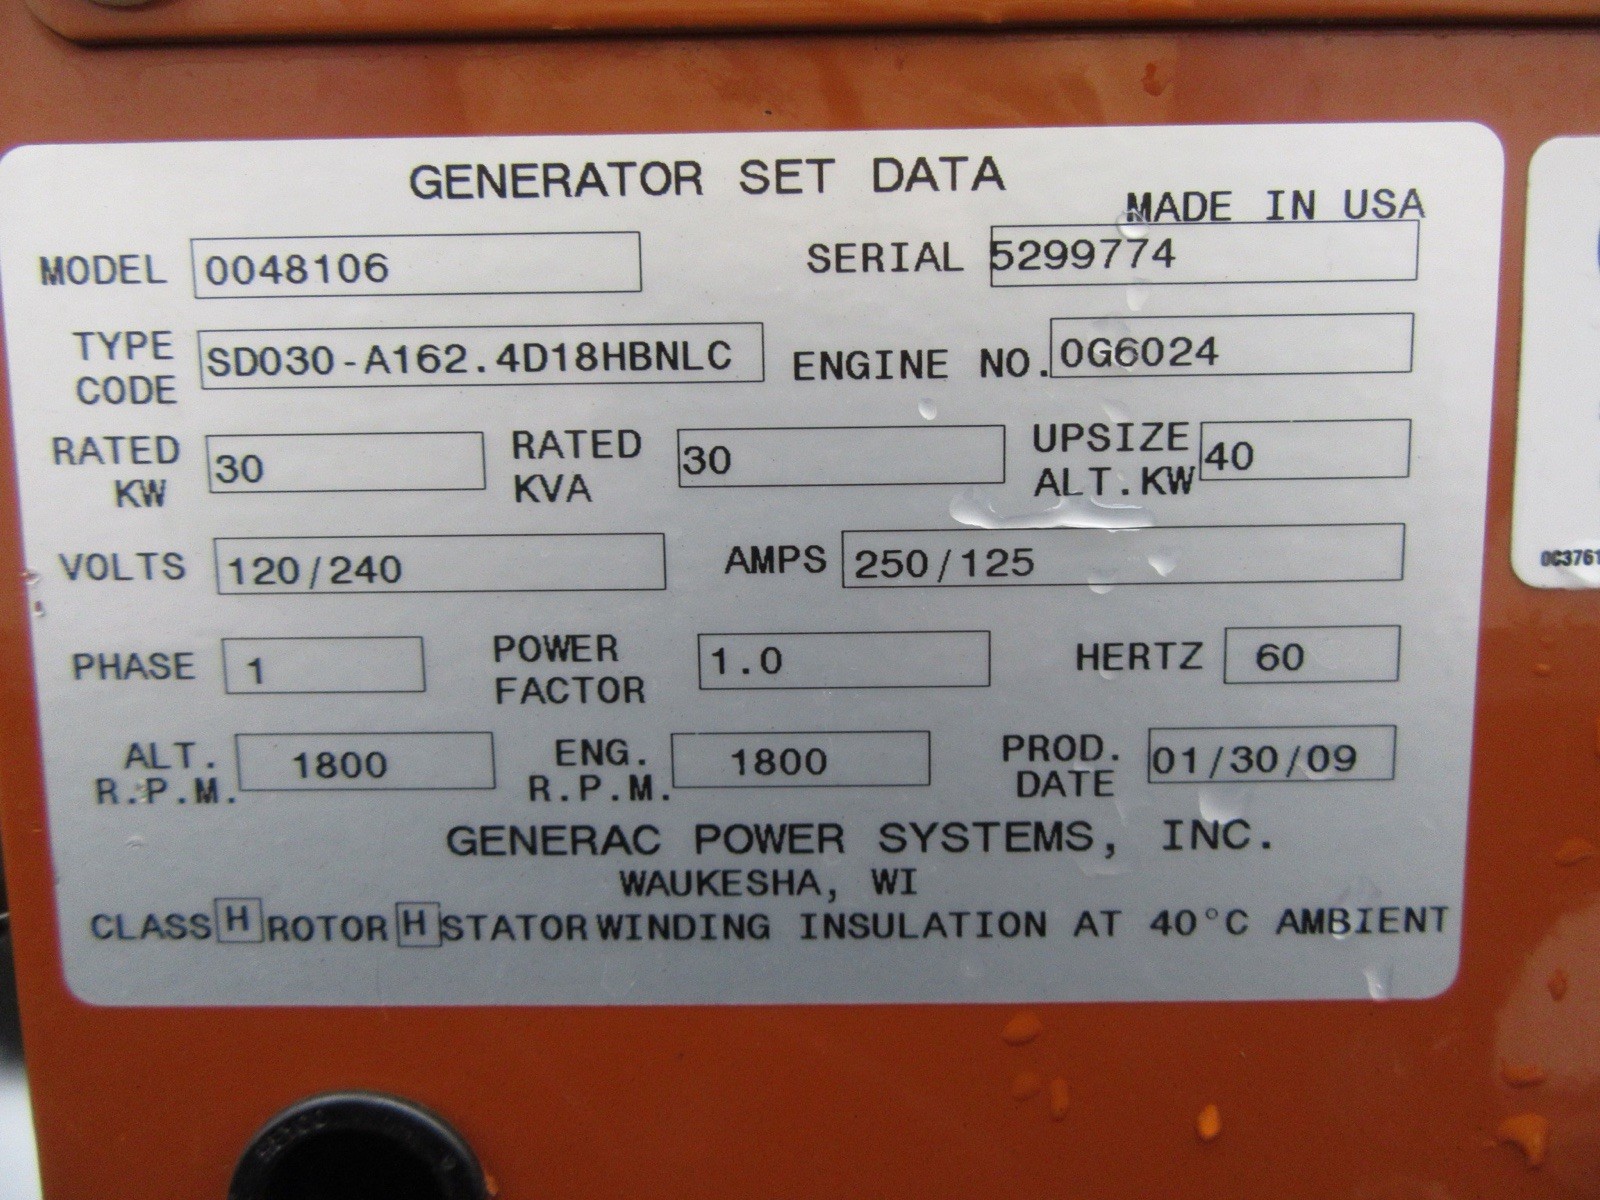 GENERATOR SET DATA
MADE IN USA
MODEL 0048106 SERIAL 5299774
TYPE CODE SD030-A162.4D18HBNLC ENGINE NO. 0G6024
RATED KW 30 RATED KVA 30 UPSIZE ALT.KW 40
VOLTS 120/240 AMPS 250/125
PHASE 1 POWER FACTOR 1.0 HERTZ 60
ALT. R.P.M. 1800 ENG. R.P.M. 1800 PROD. DATE 01/30/09
GENERAC POWER SYSTEMS, INC.
WAUKESHA, WI
CLASS H ROTOR H STATOR WINDING INSULATION AT 40°C AMBIENT
0C3761